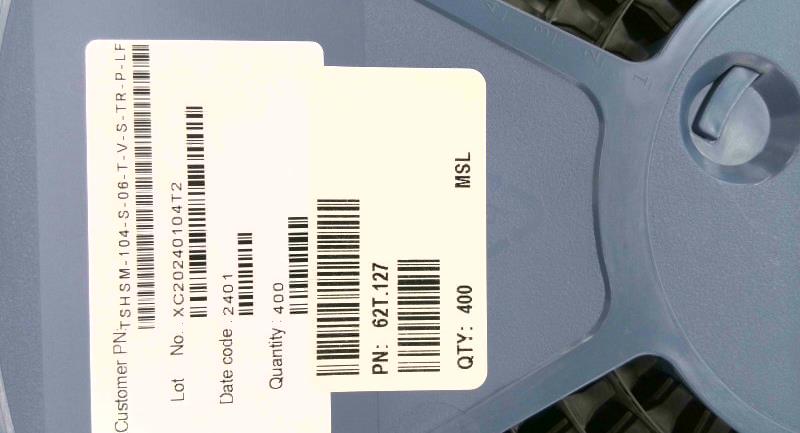 Customer PN:TSHSM-104-S-06-T-V-S-TR-P-LF
Lot No.: XC20240104T2
Date code : 2401
Quantity : 400
PN: 62T.127
QTY: 400 MSL